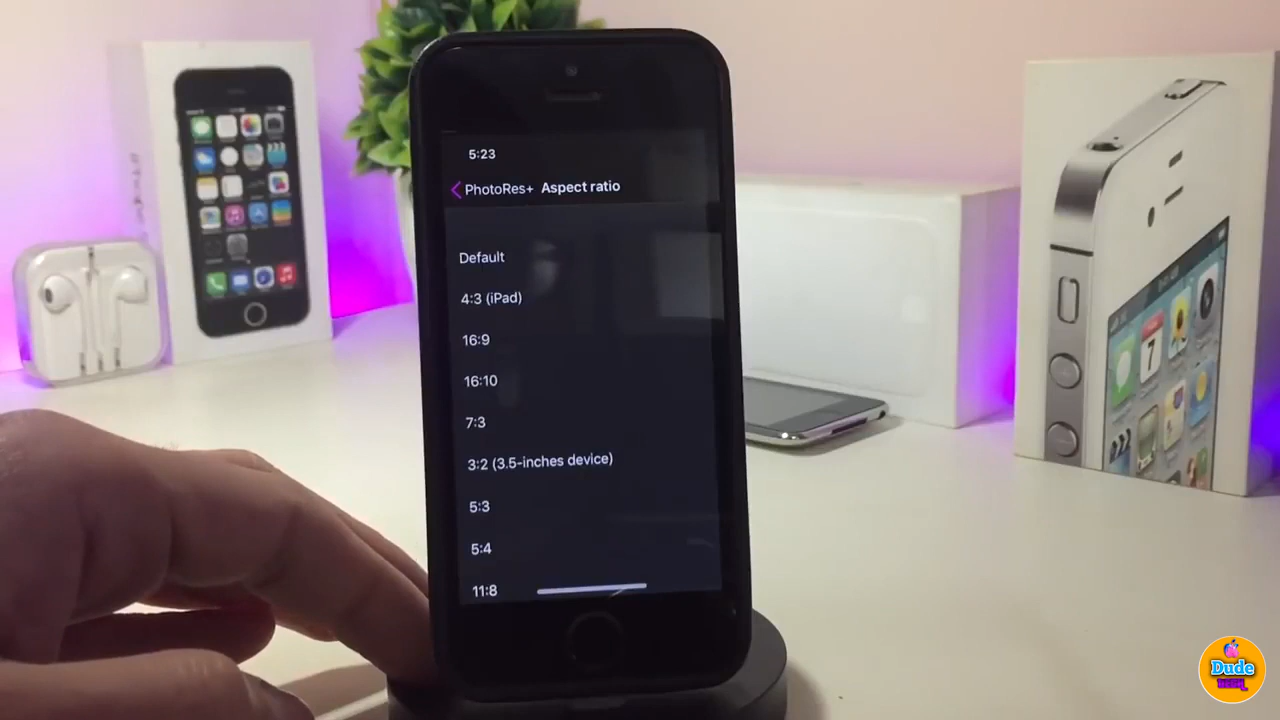 5:23
PhotoRes+ Aspect ratio
Default
4:3 (iPad)
16:9
16:10
7:3
3:2 (3.5-inches device)
5:3
5:4
11:8
7
Dude